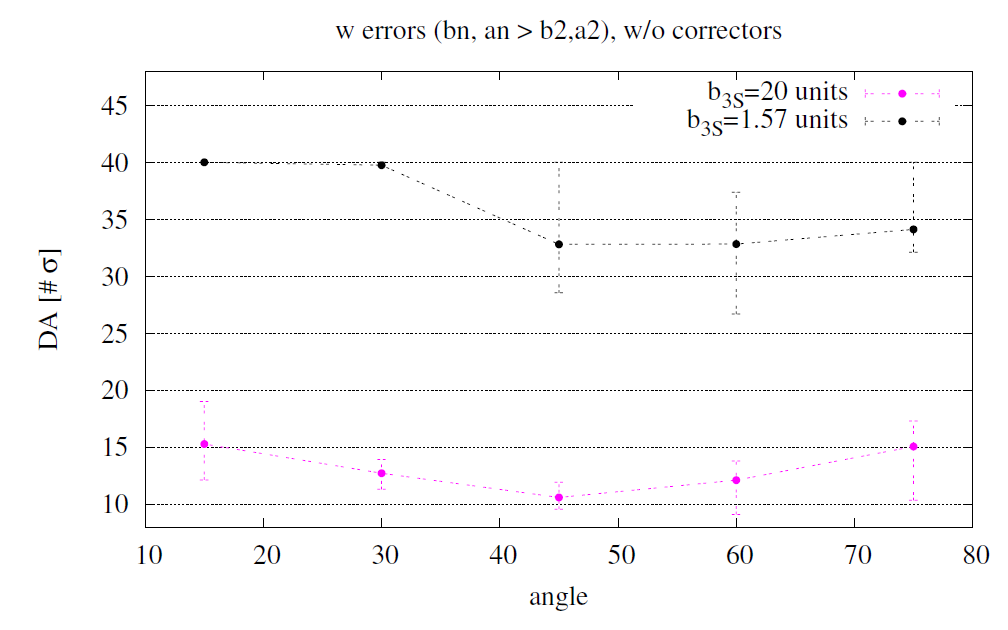 w errors (bn, an > b2,a2), w/o correctors
b3S=20 units
b3S=1.57 units
45
40
35
30
25
20
15
10
DA [# σ]
10 20 30 40 50 60 70 80
angle